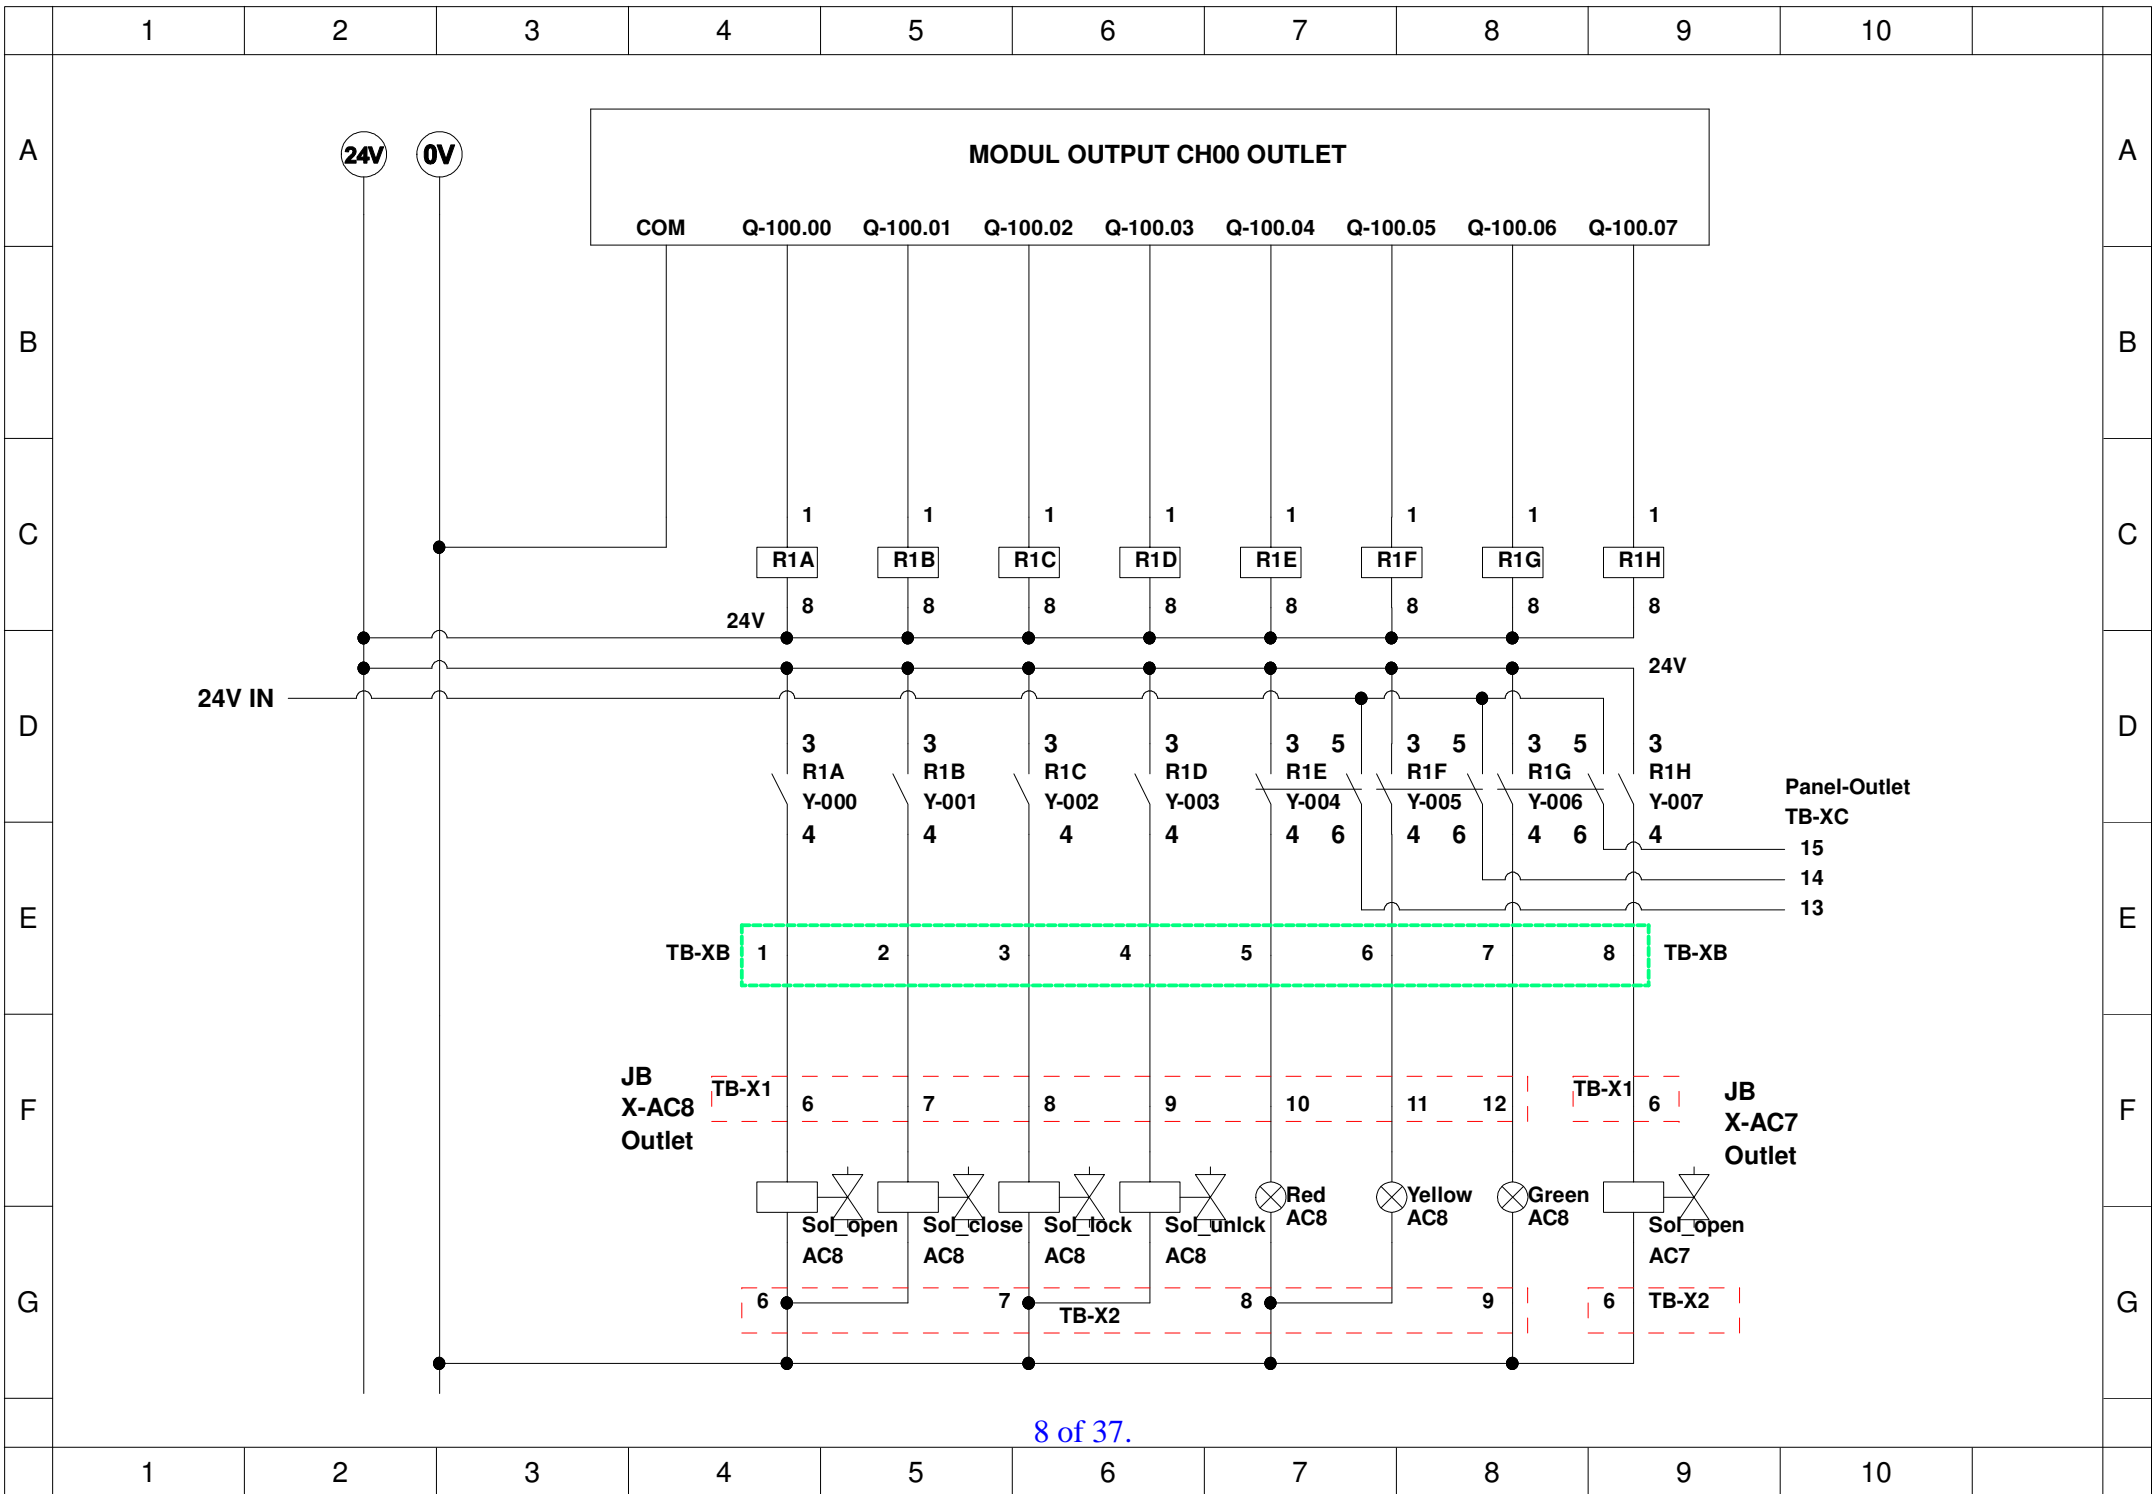 1 2 3 4 5 6 7 8 9 10
A A
24V 0V MODUL OUTPUT CH00 OUTLET
COM Q-100.00 Q-100.01 Q-100.02 Q-100.03 Q-100.04 Q-100.05 Q-100.06 Q-100.07
B B
1 1 1 1 1 1 1 1
C C
R1A R1B R1C R1D R1E R1F R1G R1H
8 8 8 8 8 8 8 8
24V
24V
24V IN
D D
3 3 3 3 3 5 3 5 3 5 3
R1A R1B R1C R1D R1E R1F R1G R1H
Y-000 Y-001 Y-002 Y-003 Y-004 Y-005 Y-006 Y-007
4 4 4 4 4 6 4 6 4 6 4
Panel-Outlet
TB-XC
15
14
13
E E
TB-XB 1 2 3 4 5 6 7 8 TB-XB
JB
X-AC8
Outlet
TB-X1 6 7 8 9 10 11 12
TB-X1 6
JB
X-AC7
Outlet
F F
Sol_open
AC8
Sol_close
AC8
Sol_lock
AC8
Sol_unlck
AC8
Red
AC8
Yellow
AC8
Green
AC8
Sol_open
AC7
G G
6 7 TB-X2 8 9 6 TB-X2
8 of 37.
1 2 3 4 5 6 7 8 9 10